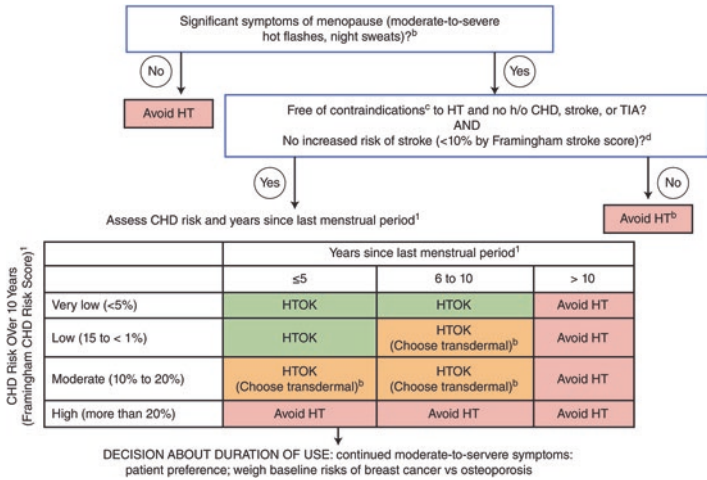 Significant symptoms of menopause (moderate-to-severe
hot flashes, night sweats)?b
No
Yes
Avoid HT
Free of contraindicationsc to HT and no h/o CHD, stroke, or TIA?
AND
No increased risk of stroke (<10% by Framingham stroke score)?d
Yes
No
Assess CHD risk and years since last menstrual period1
Avoid HTb
CHD Risk OVer 10 Years
(Framingham CHD Risk Score)1
Years since last menstrual period1
≤5
6 to 10
> 10
Very low (<5%)
HTOK
HTOK
Avoid HT
Low (15 to < 1%)
HTOK
HTOK
(Choose transdermal)b
Avoid HT
Moderate (10% to 20%)
HTOK
(Choose transdermal)b
HTOK
(Choose transdermal)b
Avoid HT
High (more than 20%)
Avoid HT
Avoid HT
Avoid HT
DECISION ABOUT DURATION OF USE: continued moderate-to-servere symptoms:
patient preference; weigh baseline risks of breast cancer vs osteoporosis